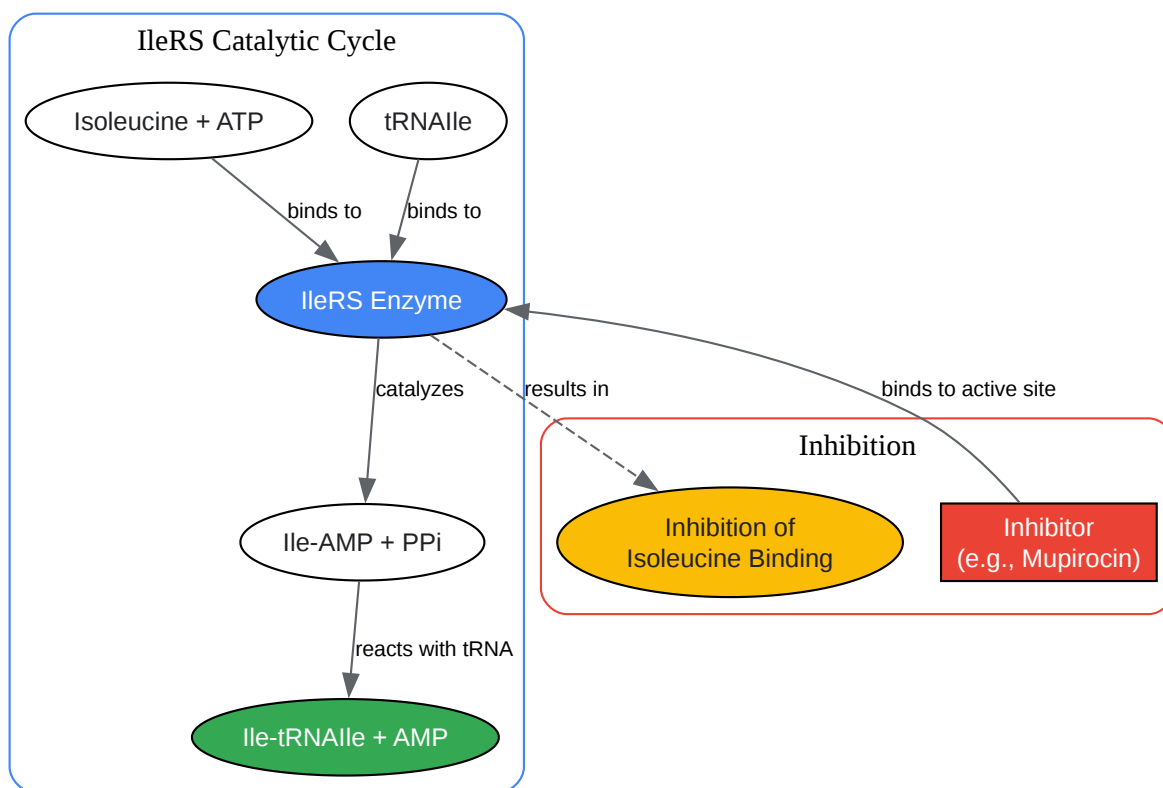 IleRS Catalytic Cycle
Isoleucine + ATP
tRNAIle
binds to
binds to
IleRS Enzyme
catalyzes
results in
binds to active site
Inhibition
Ile-AMP + PPi
Inhibition of
Isoleucine Binding
Inhibitor
(e.g., Mupirocin)
reacts with tRNA
Ile-tRNAIle + AMP